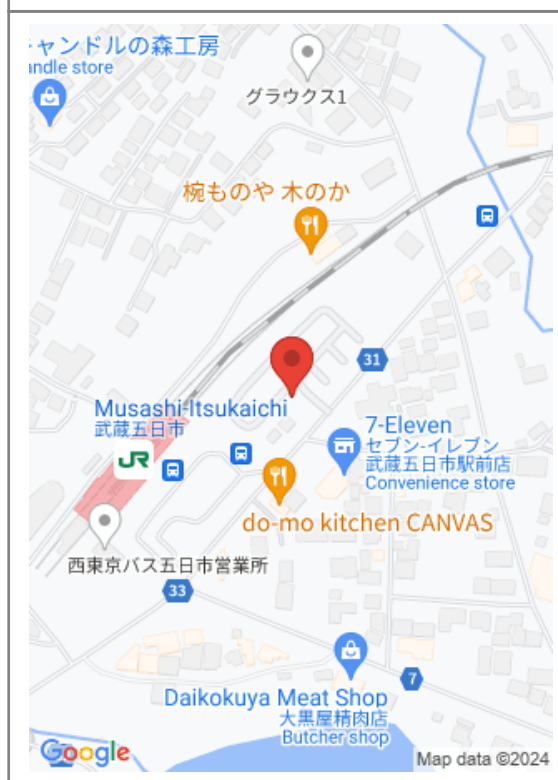 ャンドルの森工房
andle store
グラウクス1
椀ものや 木のか
31
Musashi-Itsukaichi
武蔵五日市
JR
7-Eleven
セブン-イレブン
武蔵五日市駅前店
Convenience store
do-mo kitchen CANVAS
西東京バス五日市営業所
33
7
Daikokuya Meat Shop
大黒屋精肉店
Butcher shop
Google
Map data ©2024